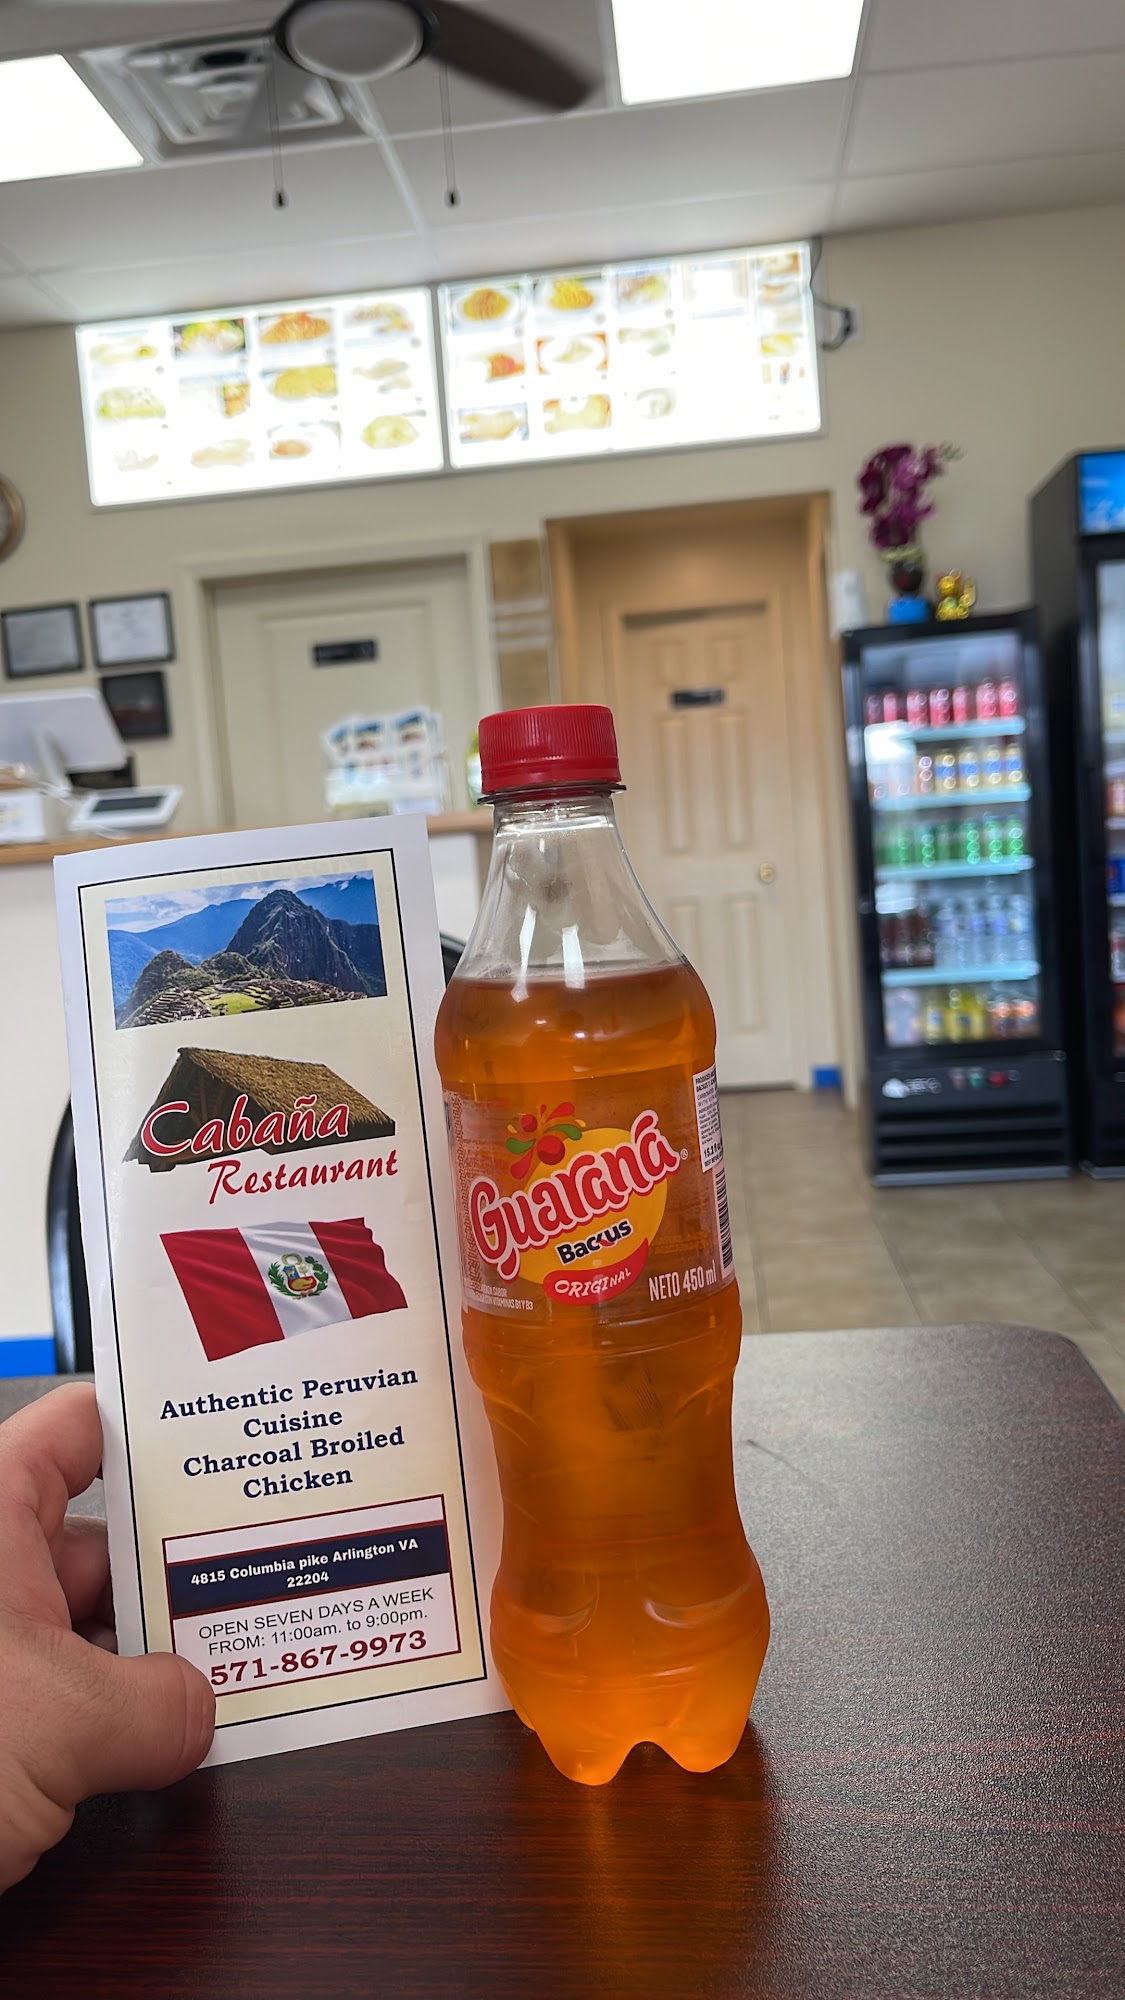 Cabaña
Restaurant
Authentic Peruvian
Cuisine
Charcoal Broiled
Chicken
4815 Columbia pike Arlington VA
22204
OPEN SEVEN DAYS A WEEK
FROM: 11:00am. to 9:00pm.
571-867-9973
Guaraná
Backus
ORIGINAL
NETO 450 ml